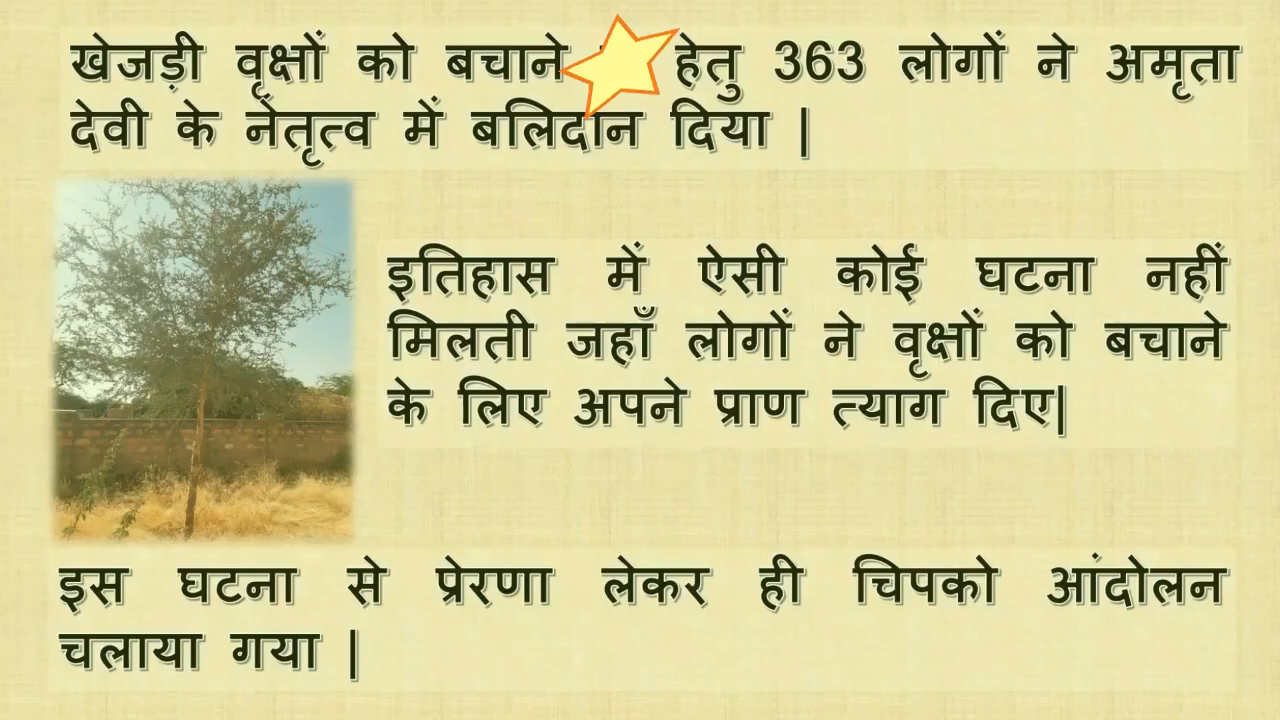 खेजड़ी वृक्षों को बचाने हेतु 363 लोगों ने अमृता
देवी के नेतृत्व में बलिदान दिया |
इतिहास में ऐसी कोई घटना नहीं
मिलती जहाँ लोगों ने वृक्षों को बचाने
के लिए अपने प्राण त्याग दिए|
इस घटना से प्रेरणा लेकर ही चिपको आंदोलन
चलाया गया |